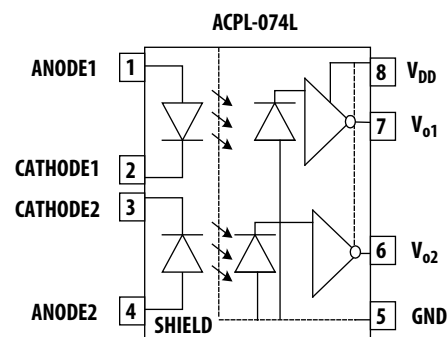 ACPL-074L
ANODE1 1
8 V_DD
7 V_o1
CATHODE1 2
CATHODE2 3
6 V_o2
ANODE2 4
SHIELD
5 GND